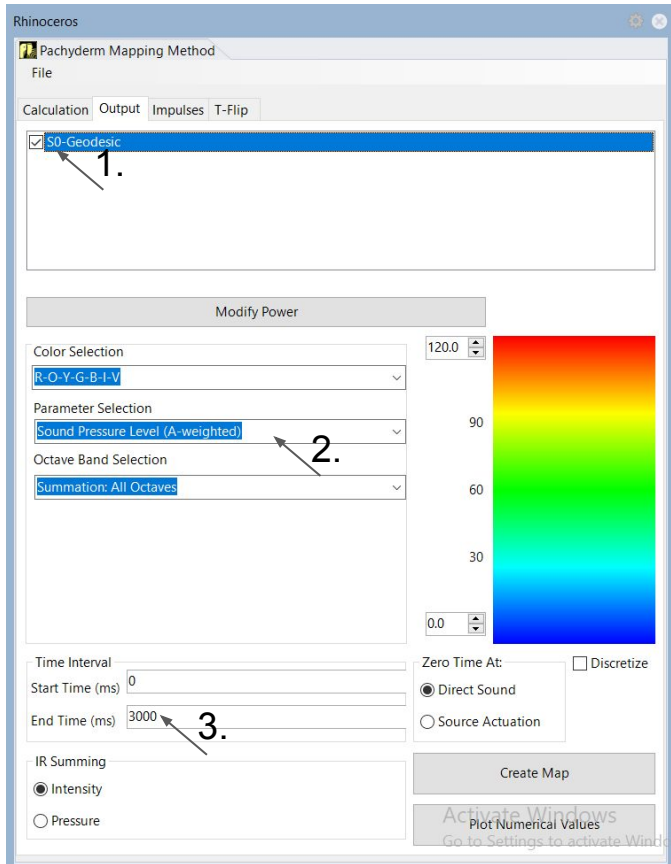 Rhinoceros
Pachyderm Mapping Method
File
Calculation Output Impulses T-Flip
S0-Geodesic
1.
Modify Power
Color Selection
120.0
R-O-Y-G-B-I-V
Parameter Selection
90
Sound Pressure Level (A-weighted)
2.
Octave Band Selection
Summation: All Octaves
60
30
0.0
Time Interval
Start Time (ms) 0
End Time (ms) 3000
3.
Zero Time At:
Direct Sound
Source Actuation
Discretize
IR Summing
Intensity
Pressure
Create Map
Plot Numerical Values
Activate Windows
Go to Settings to activate Wind